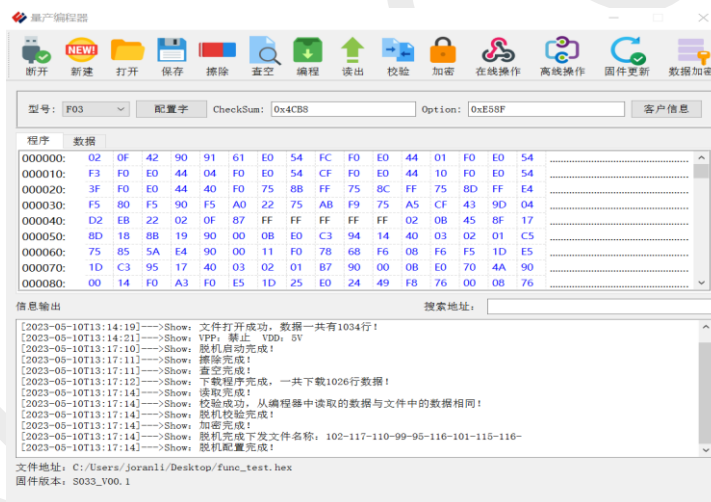 量产编程器
NEW!
断开 新建 打开 保存 擦除 查空 编程 读出 校验 加密 在线操作 离线操作 固件更新 数据加密
型号: F03 配置字 CheckSum: 0x4CB8 Option: 0xE58F 客户信息
程序 数据
000000: 02 0F 42 90 91 61 E0 54 FC F0 E0 44 01 F0 E0 54
000010: F3 F0 E0 44 04 F0 E0 54 CF F0 E0 44 10 F0 E0 54
000020: 3F F0 E0 44 40 F0 75 8B FF 75 8C FF 75 8D FF E4
000030: F5 80 F5 90 F5 A0 22 75 AB F9 75 A5 CF 43 9D 04
000040: D2 EB 22 02 0F 87 FF FF FF FF FF 02 0B 45 8F 17
000050: 8D 18 8B 19 90 00 0B E0 C3 94 14 40 03 02 01 C5
000060: 75 85 5A E4 90 00 11 F0 78 68 F6 08 F6 F5 1D E5
000070: 1D C3 95 17 40 03 02 01 B7 90 00 0B E0 70 4A 90
000080: 00 14 F0 A3 F0 E5 1D 25 E0 24 49 F8 76 00 08 76
信息输出 搜索地址:
[2023-05-10T13:14:19]--->Show: 文件打开成功, 数据一共有1034行!
[2023-05-10T13:14:21]--->Show: VPP: 禁止 VDD: 5V
[2023-05-10T13:17:10]--->Show: 脱机启动完成!
[2023-05-10T13:17:11]--->Show: 擦除完成!
[2023-05-10T13:17:11]--->Show: 查空完成!
[2023-05-10T13:17:12]--->Show: 下载程序完成, 一共下载1026行数据!
[2023-05-10T13:17:14]--->Show: 读取完成!
[2023-05-10T13:17:14]--->Show: 校验成功, 从编程器中读取的数据与文件中的数据相同!
[2023-05-10T13:17:14]--->Show: 脱机校验完成!
[2023-05-10T13:17:14]--->Show: 加密完成!
[2023-05-10T13:17:14]--->Show: 脱机完成下发文件名称: 102-117-110-99-95-116-101-115-116-
[2023-05-10T13:17:14]--->Show: 脱机配置完成!
文件地址: C:/Users/joranli/Desktop/func_test.hex
固件版本: S033_V00.1